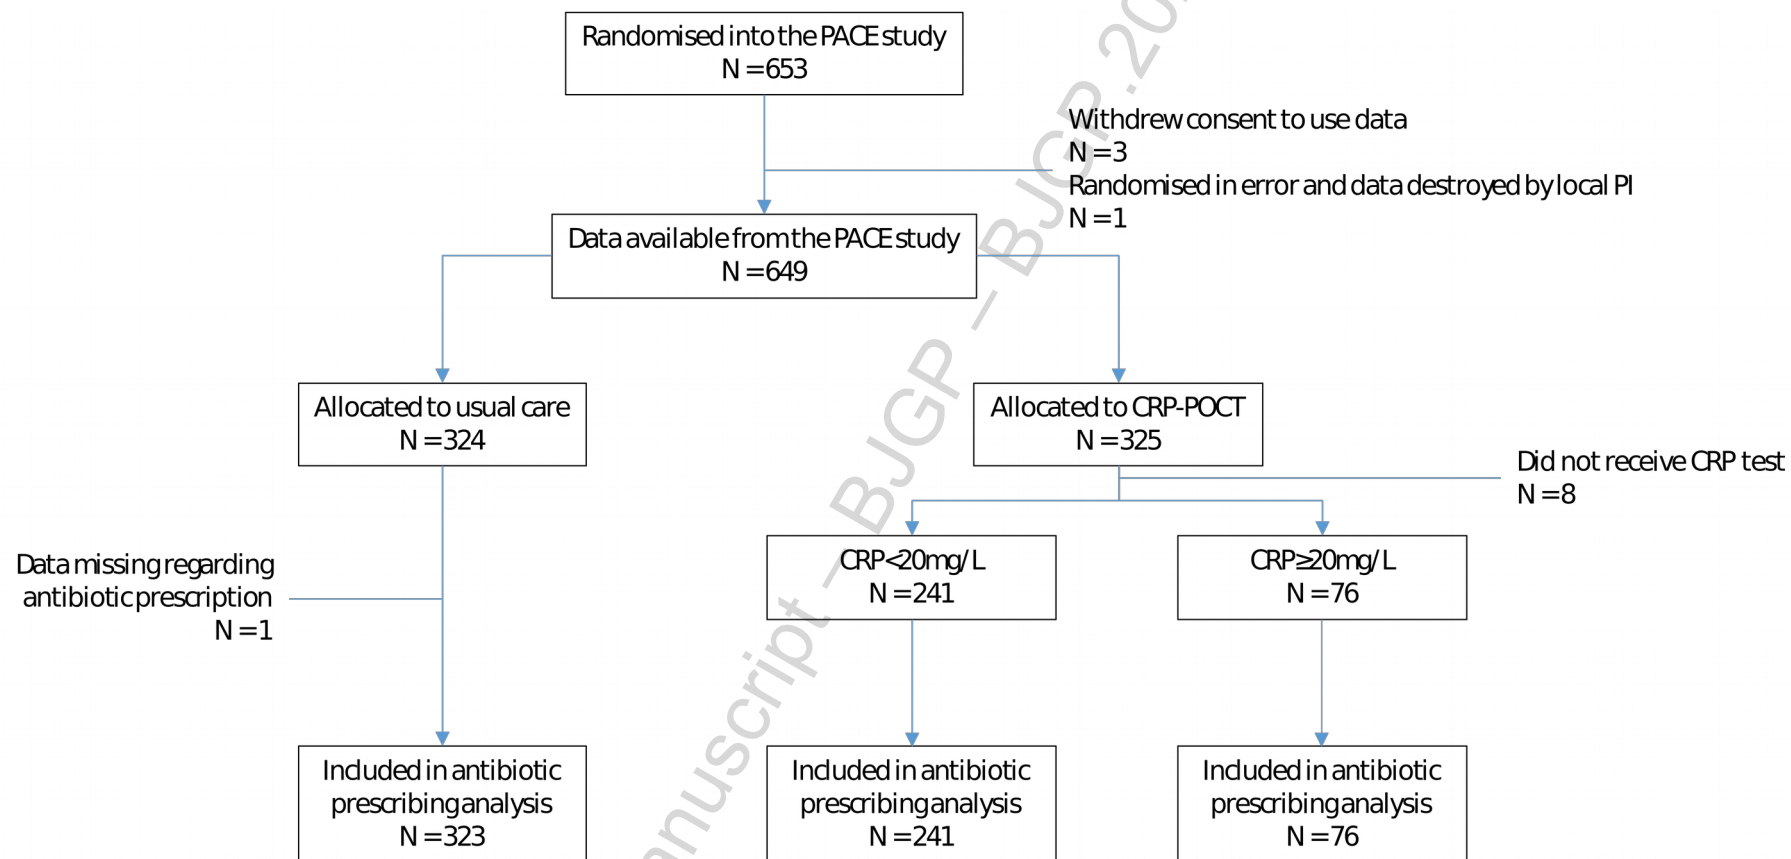 Randomised into the PACE study
N = 653
Withdrew consent to use data
N = 3
Randomised in error and data destroyed by local PI
N = 1
Data available from the PACE study
N = 649
Allocated to usual care
N = 324
Allocated to CRP-POCT
N = 325
Did not receive CRP test
N = 8
Data missing regarding
antibiotic prescription
N = 1
CRP<20mg/L
N = 241
CRP≥20mg/L
N = 76
Included in antibiotic
prescribing analysis
N = 323
Included in antibiotic
prescribing analysis
N = 241
Included in antibiotic
prescribing analysis
N = 76
– BJGP – BJGP.20